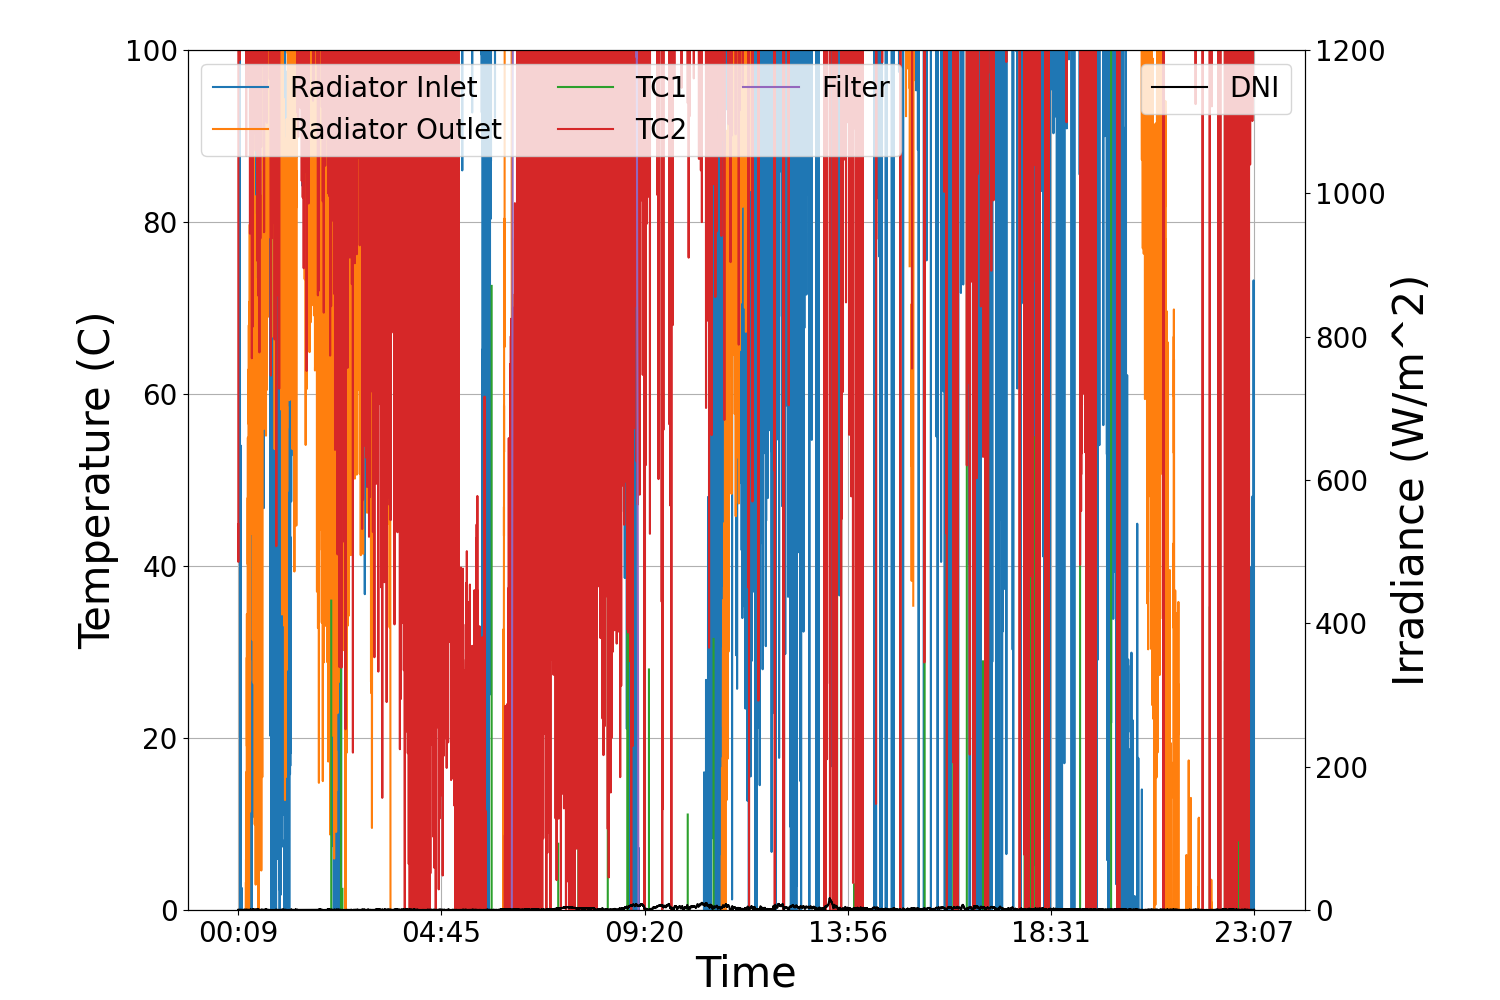 Radiator Inlet
Radiator Outlet
TC1
TC2
Filter
DNI
Temperature (C)
100
80
60
40
20
0
Irradiance (W/m^2)
1200
1000
800
600
400
200
0
00:09 04:45 09:20 13:56 18:31 23:07
Time